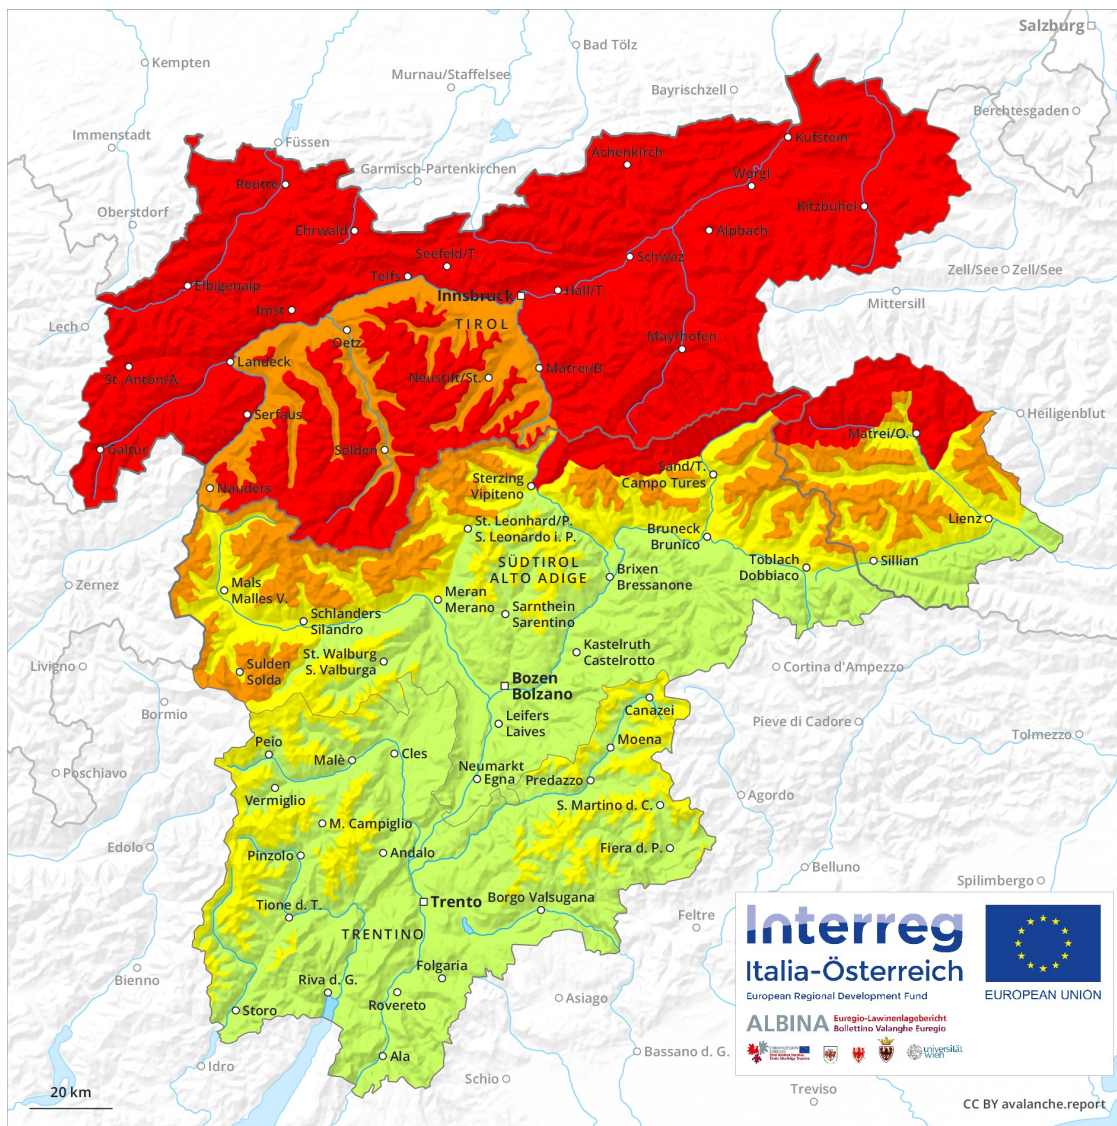 Salzburg
Bad Tölz
Kempten
Murnau/Staffelsee
Bayrischzell
Berchtesgaden
Immenstadt
Füssen
Kufstein
Achenkirch
Garmisch-Partenkirchen
Wörgl
Reutte
Kitzbühel
Oberstdorf
Ehrwald
Alpbach
Seefeld/T.
Schwaz
Telfs
Zell/See
Zell/See
Elbigenalp
Hall/T.
Innsbruck
Mittersill
Imst
TIROL
Lech
Oetz
Mayrhofen
Landeck
Matrei/B.
St. Anton/A.
Neustift/St.
Serfaus
Heiligenblut
Matrei/O.
Galtür
Sölden
Sand/T.
Campo Tures
Sterzing
Vipiteno
Nauders
Lienz
St. Leonhard/P.
S. Leonardo i. P.
Bruneck
Brunico
SÜDTIROL
ALTO ADIGE
Toblach
Dobbiaco
Sillian
Brixen
Bressanone
Zernez
Mals
Malles V.
Meran
Merano
Sarnthein
Sarentino
Schlanders
Silandro
Kastelruth
Castelrotto
St. Walburg
S. Valburga
Livigno
Sulden
Solda
Cortina d'Ampezzo
Bozen
Bolzano
Bormio
Canazei
Leifers
Laives
Pieve di Cadore
Tolmezzo
Peio
Moena
Malè
Cles
Poschiavo
Neumarkt
Egna
Predazzo
Vermiglio
Agordo
S. Martino d. C.
M. Campiglio
Edolo
Pinzolo
Andalo
Fiera d. P.
Belluno
Spilimbergo
Tione d. T.
Trento
Borgo Valsugana
Feltre
TRENTINO
Folgaria
Bienno
Riva d. G.
Asiago
Rovereto
Storo
Ala
Bassano d. G.
Idro
Schio
Treviso
20 km
Interreg
Italia-Österreich
European Regional Development Fund
EUROPEAN UNION
ALBINA
Euregio-Lawinenlagebericht
Bollettino Valanghe Euregio
universität
wien
CC BY avalanche.report